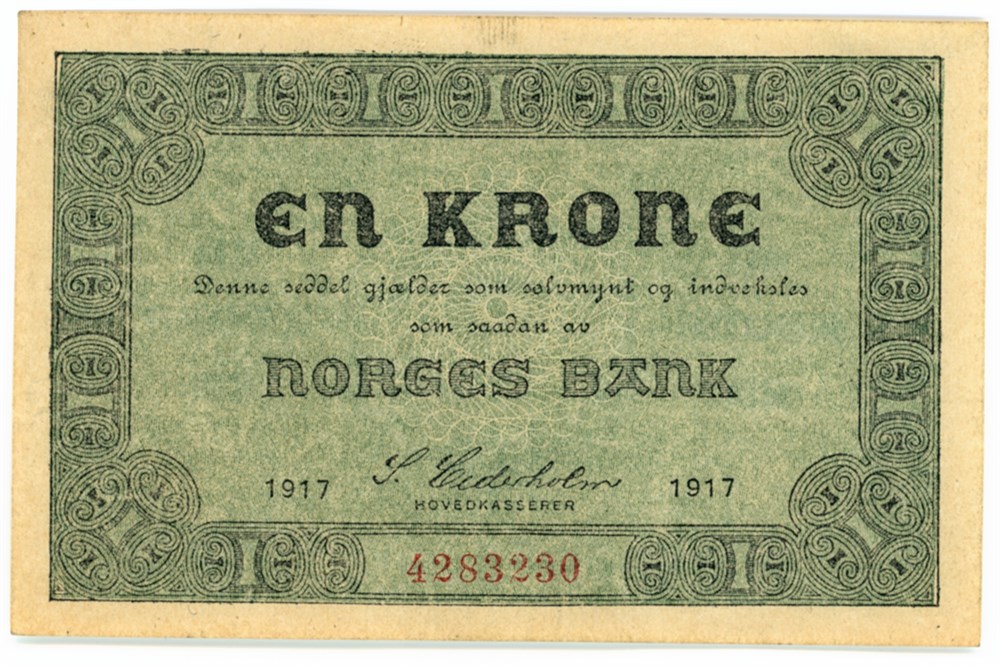 EN KRONE
Denne seddel gjælder som sølvmynt og indveksles
som saadan av
NORGES BANK
1917 S. Cederholm 1917
HOVEDKASSERER
4283230